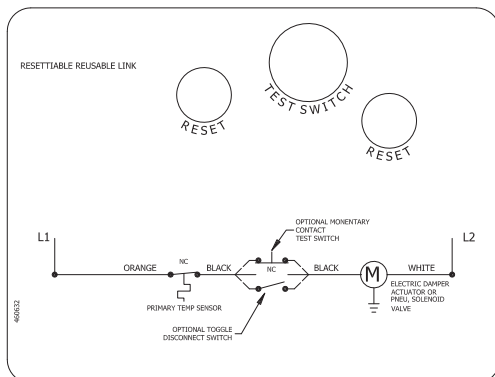 RESETTIABLE REUSABLE LINK
TEST SWITCH
RESET
RESET
OPTIONAL MONENTARY
CONTACT
TEST SWITCH
L1
L2
ORANGE
NC
BLACK
NC
BLACK
M
WHITE
PRIMARY TEMP SENSOR
ELECTRIC DAMPER
ACTUATOR OR
PNEU, SOLENOID
VALVE
OPTIONAL TOGGLE
DISCONNECT SWITCH
460632